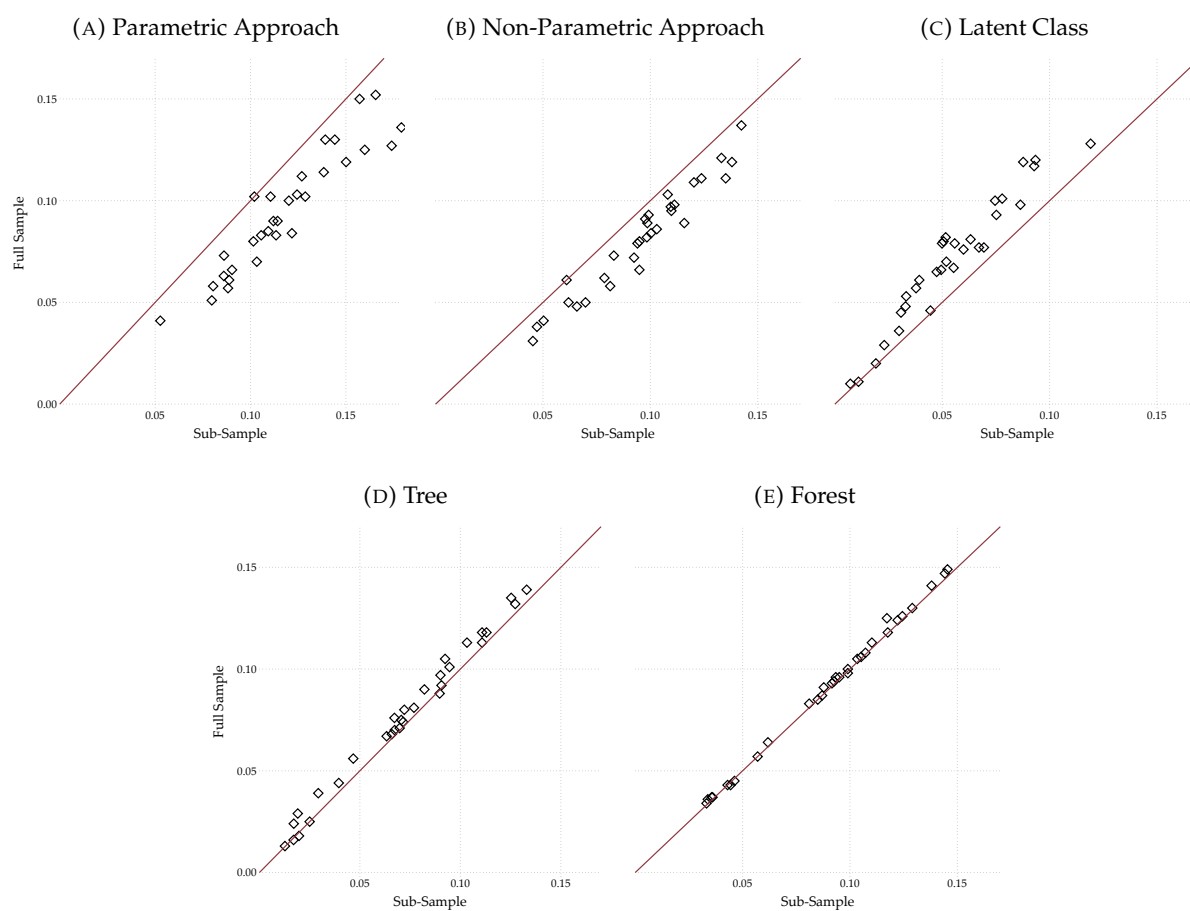 (A) Parametric Approach
(B) Non-Parametric Approach
(C) Latent Class
0.15
0.10
0.05
0.00
Full Sample
0.05 0.10 0.15
0.05 0.10 0.15
0.05 0.10 0.15
Sub-Sample
Sub-Sample
Sub-Sample
(D) Tree
(E) Forest
0.15
0.10
0.05
0.00
Full Sample
0.05 0.10 0.15
0.05 0.10 0.15
Sub-Sample
Sub-Sample